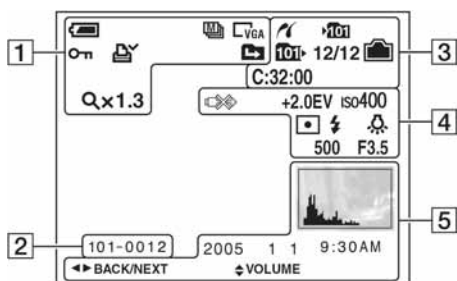 VGA
101
101 12/12
C:32:00
×1.3
+2.0EV ISO400
500 F3.5
101-0012
2005 1 1 9:30AM
BACK/NEXT VOLUME
1
2
3
4
5